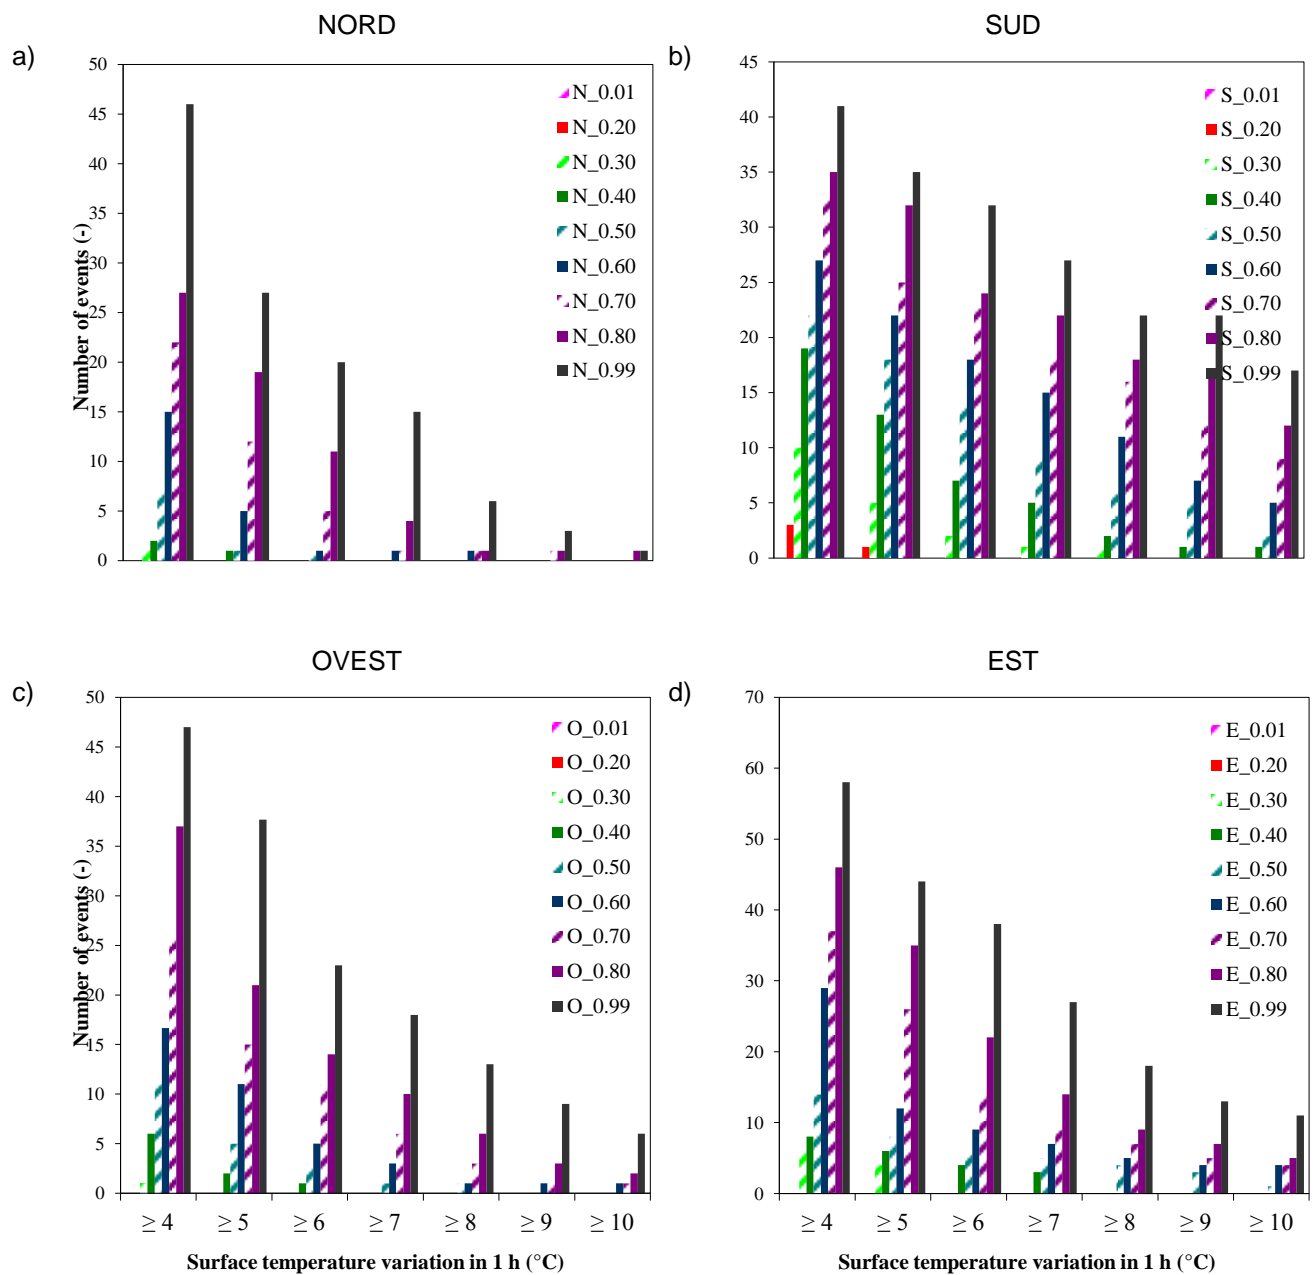 NORD
a)
Number of events (-)
50
45
40
35
30
25
20
15
10
5
0
N_0.01
N_0.20
N_0.30
N_0.40
N_0.50
N_0.60
N_0.70
N_0.80
N_0.99
SUD
b)
45
40
35
30
25
20
15
10
5
0
S_0.01
S_0.20
S_0.30
S_0.40
S_0.50
S_0.60
S_0.70
S_0.80
S_0.99
OVEST
c)
Number of events (-)
50
45
40
35
30
25
20
15
10
5
0
O_0.01
O_0.20
O_0.30
O_0.40
O_0.50
O_0.60
O_0.70
O_0.80
O_0.99
≥ 4 ≥ 5 ≥ 6 ≥ 7 ≥ 8 ≥ 9 ≥ 10
Surface temperature variation in 1 h (°C)
EST
d)
70
60
50
40
30
20
10
0
E_0.01
E_0.20
E_0.30
E_0.40
E_0.50
E_0.60
E_0.70
E_0.80
E_0.99
≥ 4 ≥ 5 ≥ 6 ≥ 7 ≥ 8 ≥ 9 ≥ 10
Surface temperature variation in 1 h (°C)